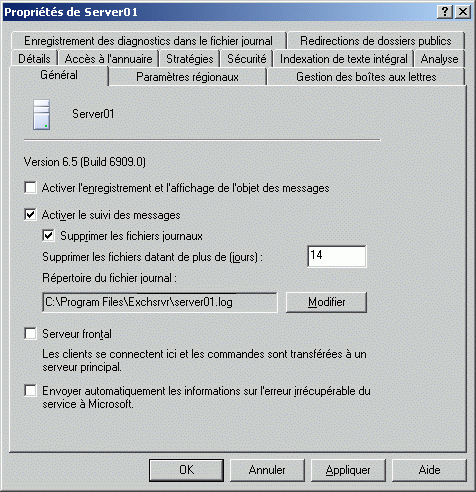 Propriétés de Server01
Enregistrement des diagnostics dans le fichier journal
Redirections de dossiers publics
Détails
Accès à l'annuaire
Stratégies
Sécurité
Indexation de texte intégral
Analyse
Général
Paramètres régionaux
Gestion des boîtes aux lettres
Server01
Version 6.5 (Build 6909.0)
Activer l'enregistrement et l'affichage de l'objet des messages
Activer le suivi des messages
Supprimer les fichiers journaux
Supprimer les fichiers datant de plus de (jours) :
14
Répertoire du fichier journal :
C:\Program Files\Exchsrvr\server01.log
Modifier
Serveur frontal
Les clients se connectent ici et les commandes sont transférées à un
serveur principal.
Envoyer automatiquement les informations sur l'erreur irrécupérable du
service à Microsoft.
OK
Annuler
Appliquer
Aide